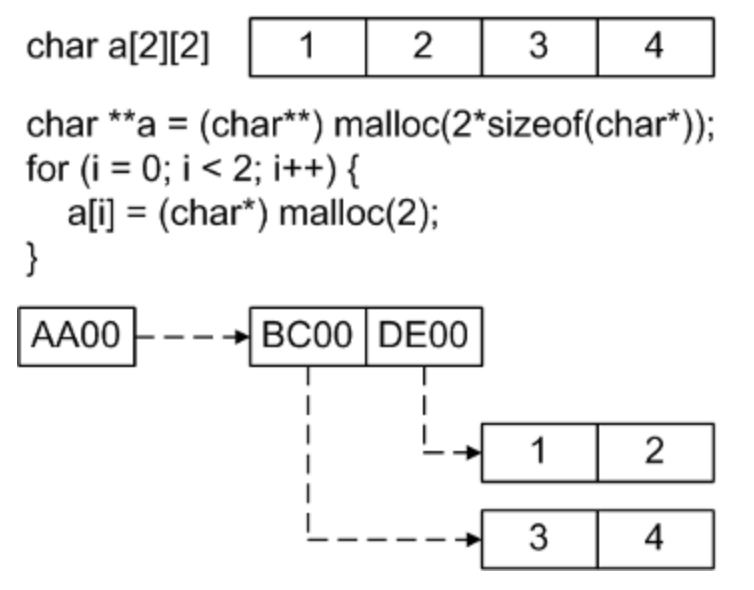 char a[2][2] 1 2 3 4
char **a = (char**) malloc(2*sizeof(char*));
for (i = 0; i < 2; i++) {
a[i] = (char*) malloc(2);
}
AA00 BC00 DE00
1 2
3 4